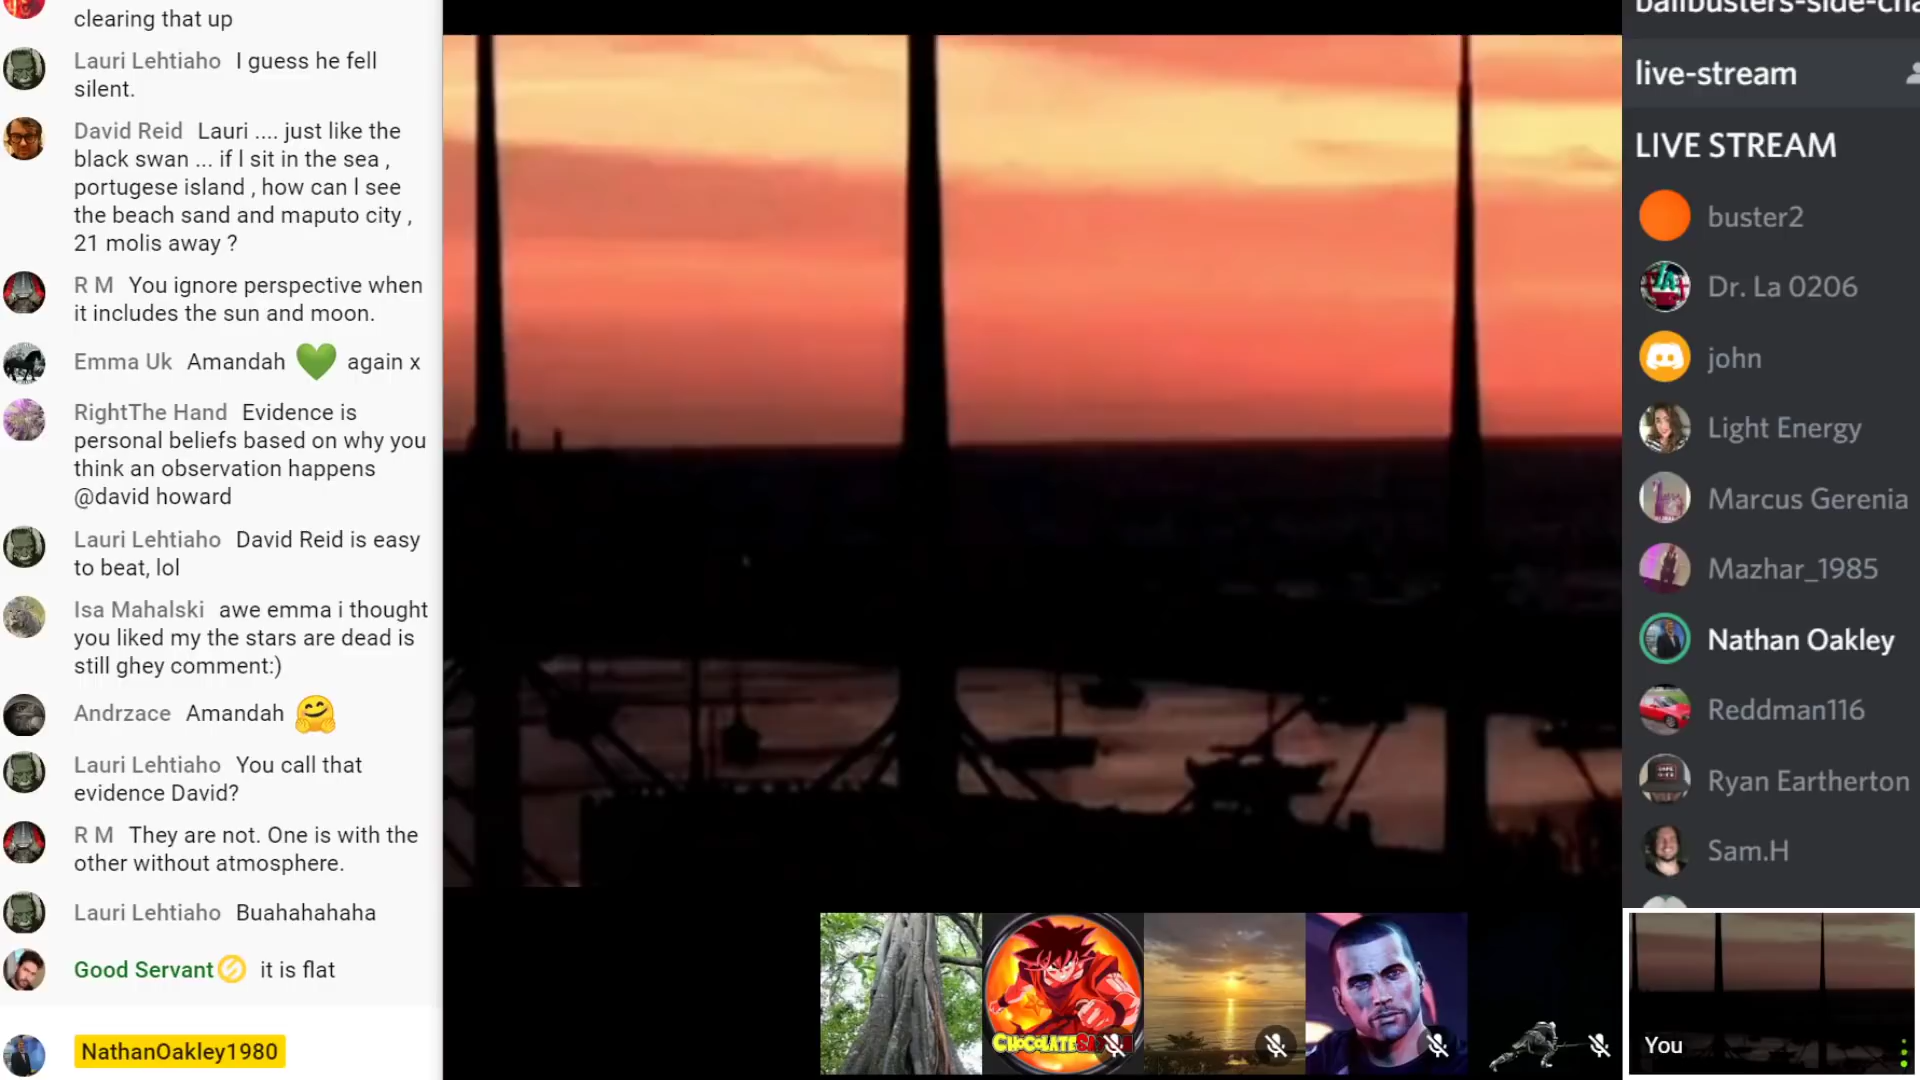 clearing that up
Lauri Lehtiaho I guess he fell
silent.
David Reid Lauri .... just like the
black swan ... if I sit in the sea ,
portugese island , how can I see
the beach sand and maputo city ,
21 molis away ?
R M You ignore perspective when
it includes the sun and moon.
Emma Uk Amandah 💚 again x
RightThe Hand Evidence is
personal beliefs based on why you
think an observation happens
@david howard
Lauri Lehtiaho David Reid is easy
to beat, lol
Isa Mahalski awe emma i thought
you liked my the stars are dead is
still ghey comment:)
Andrzace Amandah 🤗
Lauri Lehtiaho You call that
evidence David?
R M They are not. One is with the
other without atmosphere.
Lauri Lehtiaho Buahahahaha
Good Servant it is flat
NathanOakley1980
live-stream
LIVE STREAM
buster2
Dr. La 0206
john
Light Energy
Marcus Gerenia
Mazhar_1985
Nathan Oakley
Reddman116
Ryan Eartherton
Sam.H
You